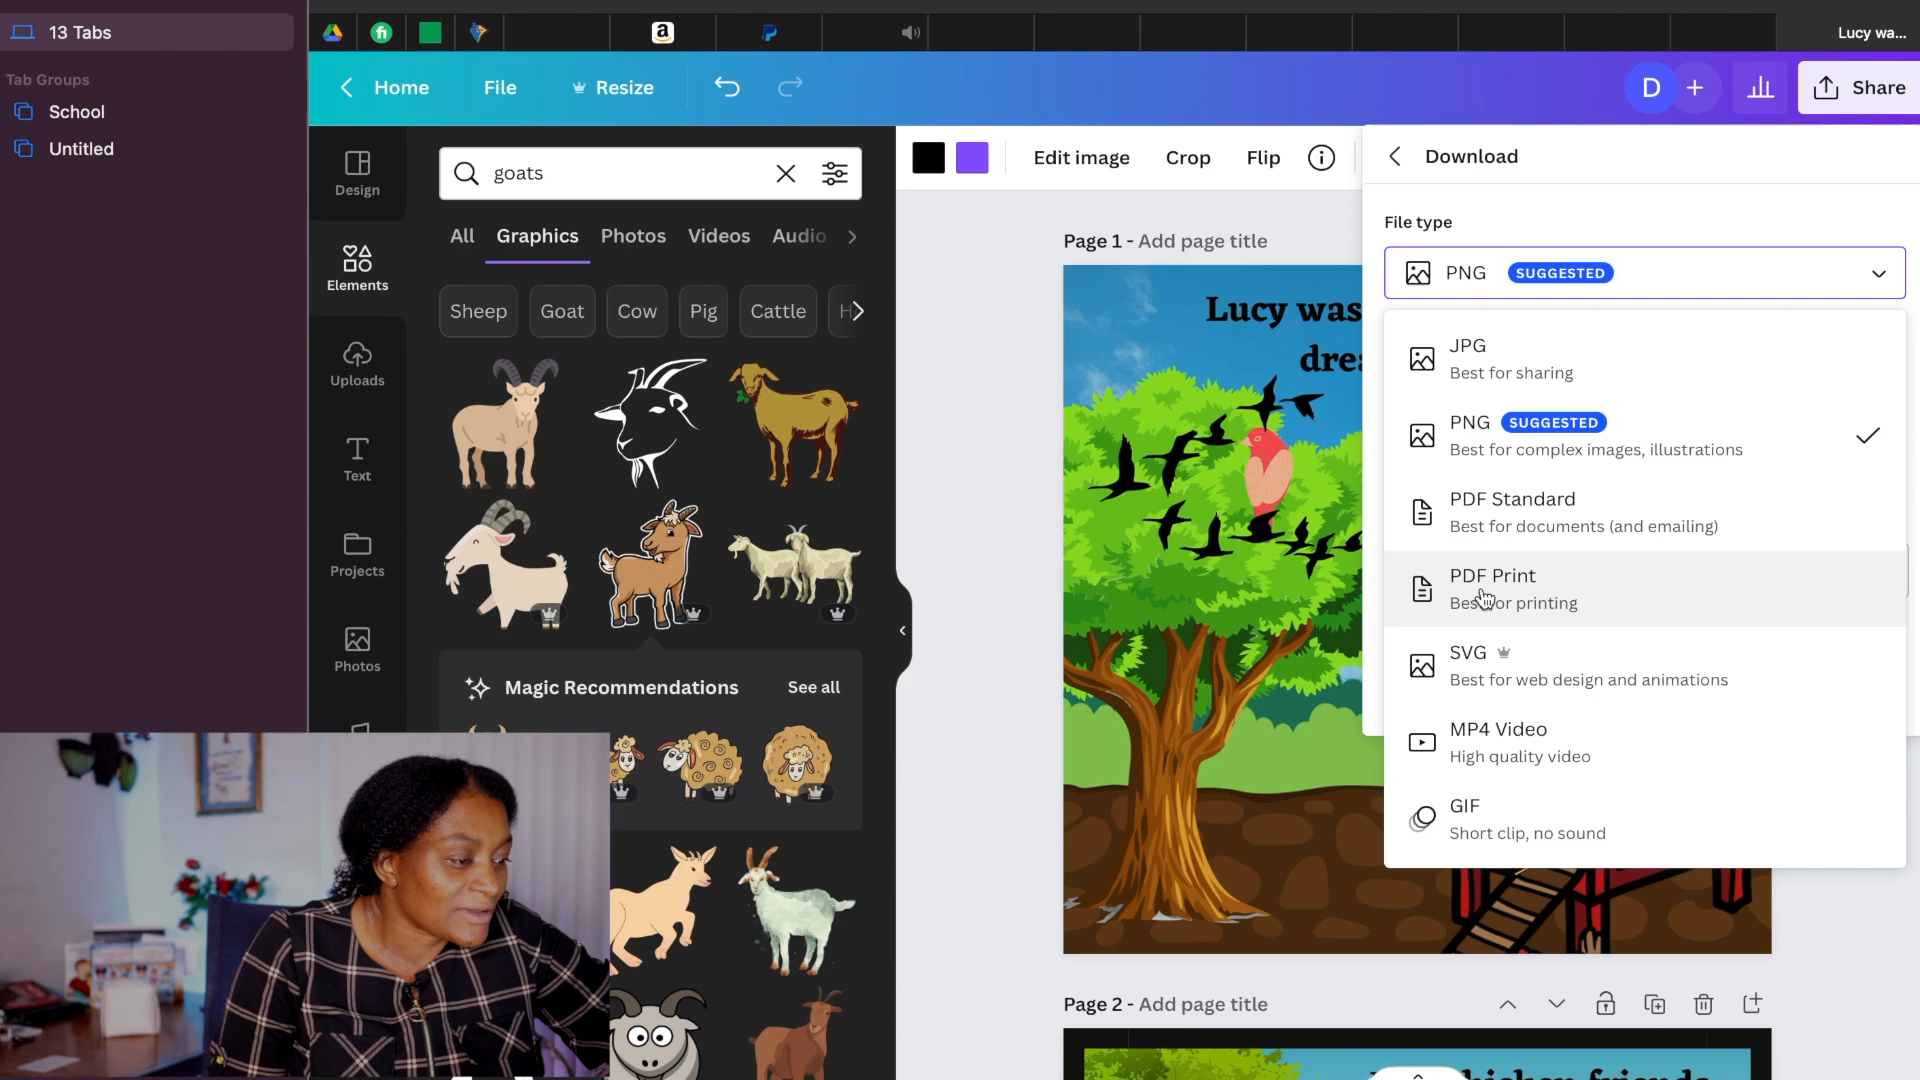 13 Tabs
Tab Groups
School
Untitled
Lucy wa...
Home
File
Resize
D
Share
Design
Elements
Uploads
Text
Projects
Photos
goats
All
Graphics
Photos
Videos
Audio
Sheep
Goat
Cow
Pig
Cattle
H
Magic Recommendations
See all
Edit image
Crop
Flip
Page 1 - Add page title
Lucy was
Download
File type
PNG
SUGGESTED
JPG
Best for sharing
PNG SUGGESTED
Best for complex images, illustrations
PDF Standard
Best for documents (and emailing)
PDF Print
Best for printing
SVG
Best for web design and animations
MP4 Video
High quality video
GIF
Short clip, no sound
Page 2 - Add page title